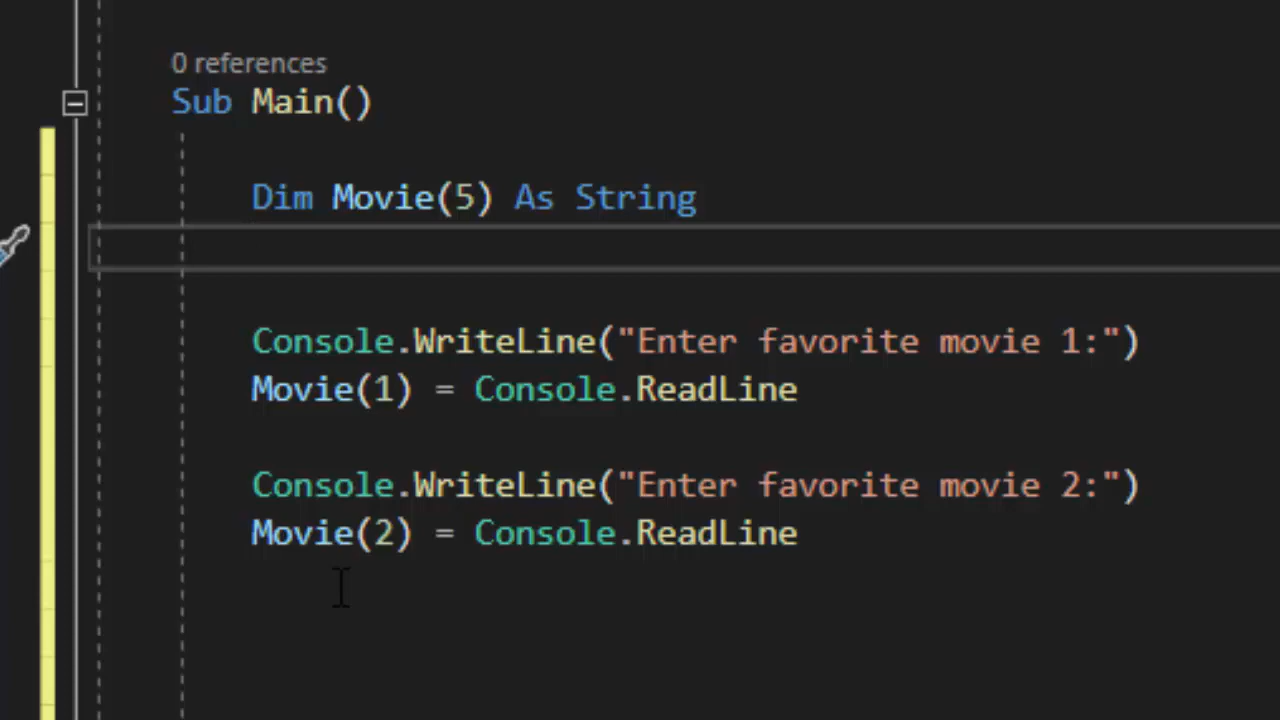 0 references
Sub Main()
Dim Movie(5) As String
Console.WriteLine("Enter favorite movie 1:")
Movie(1) = Console.ReadLine
Console.WriteLine("Enter favorite movie 2:")
Movie(2) = Console.ReadLine